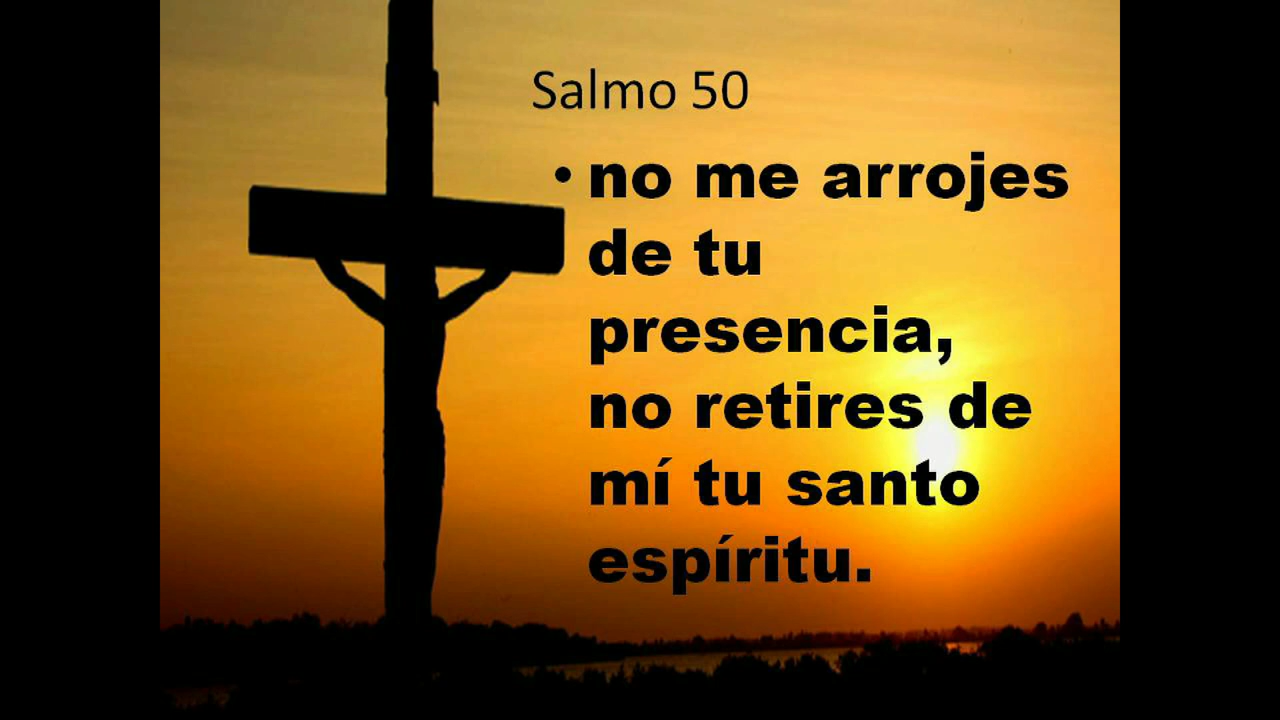 Salmo 50
• no me arrojes
de tu
presencia,
no retires de
mí tu santo
espíritu.